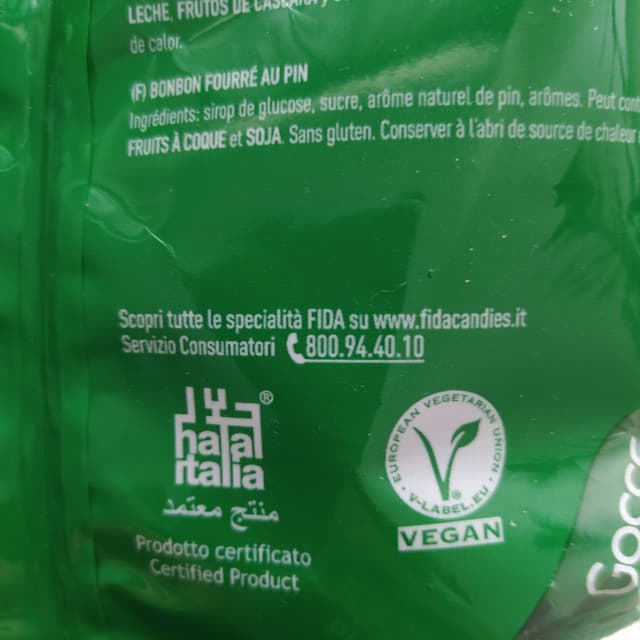 LECHE, FRUTOS DE CÁSCARA y
de calor.
(F) BONBON FOURRÉ AU PIN
Ingrédients: sirop de glucose, sucre, arôme naturel de pin, arômes. Peut
FRUITS À COQUE et SOJA. Sans gluten. Conserver à l'abri de source de chaleur
Scopri tutte le specialità FIDA su www.fidacandies.it
Servizio Consumatori 800.94.40.10
حلال ®
halal
italia
منتج معتمد
Prodotto certificato
Certified Product
EUROPEAN VEGETARIAN UNION
V-LABEL.EU ®
VEGAN